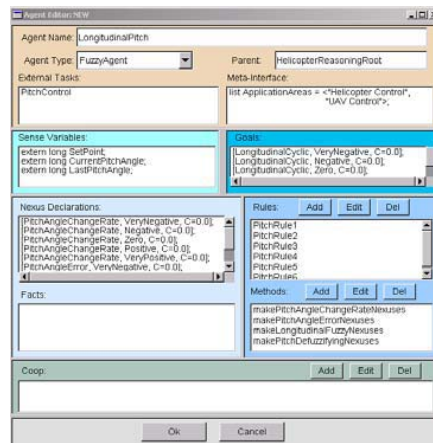 Agent Editor: NEW
Agent Name: LongitudinalPitch
Agent Type: FuzzyAgent Parent: HelicopterReasoningRoot
External Tasks: Meta-Interface:
PitchControl
list ApplicationAreas = <"Helicopter Control",
"UAV Control">;
Sense Variables:
extern long SetPoint;
extern long CurrentPitchAngle;
extern long LastPitchAngle;
Goals:
[LongitudinalCyclic, VeryNegative, C=0.0];
[LongitudinalCyclic, Negative, C=0.0];
[LongitudinalCyclic, Zero, C=0.0];
Nexus Declarations:
[PitchAngleChangeRate, VeryNegative, C=0.0];
[PitchAngleChangeRate, Negative, C=0.0];
[PitchAngleChangeRate, Zero, C=0.0];
[PitchAngleChangeRate, Positive, C=0.0];
[PitchAngleChangeRate, VeryPositive, C=0.0];
[PitchAngleError, VeryNegative, C=0.0];
Facts:
Rules: Add Edit Del
PitchRule1
PitchRule2
PitchRule3
PitchRule4
PitchRule5
PitchRule6
Methods: Add Edit Del
makePitchAngleChangeRateNexuses
makePitchAngleErrorNexuses
makeLongitudinalFuzzyNexuses
makePitchDefuzzifyingNexuses
Coop: Add Edit Del
Ok Cancel